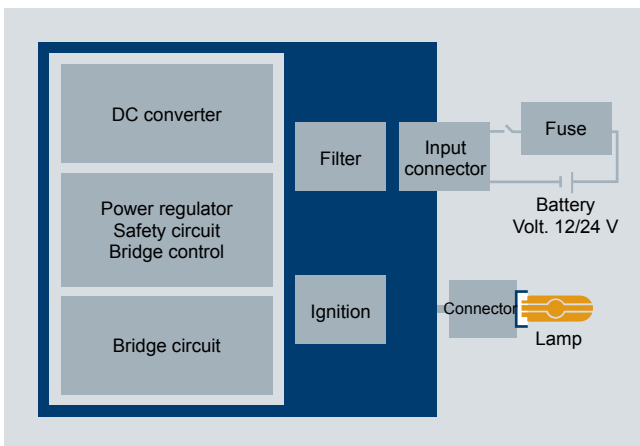 DC converter
Power regulator
Safety circuit
Bridge control
Bridge circuit
Filter
Ignition
Input
connector
Fuse
Battery
Volt. 12/24 V
Connector
Lamp